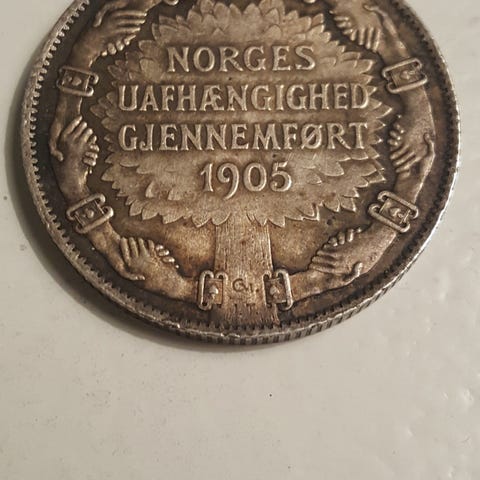 NORGES
UAFHÆNGIGHED
GJENNEMFØRT
1905